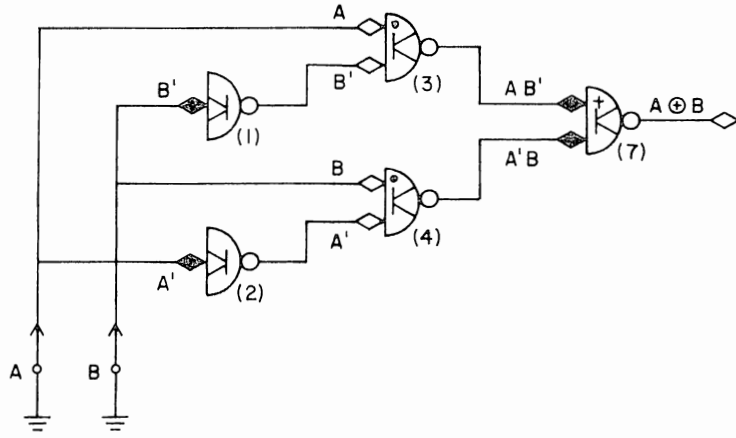 A
B' B' (3)
(1)
A B' A ⊕ B
+
A'B (7)
B
A' (4)
A' (2)
A B